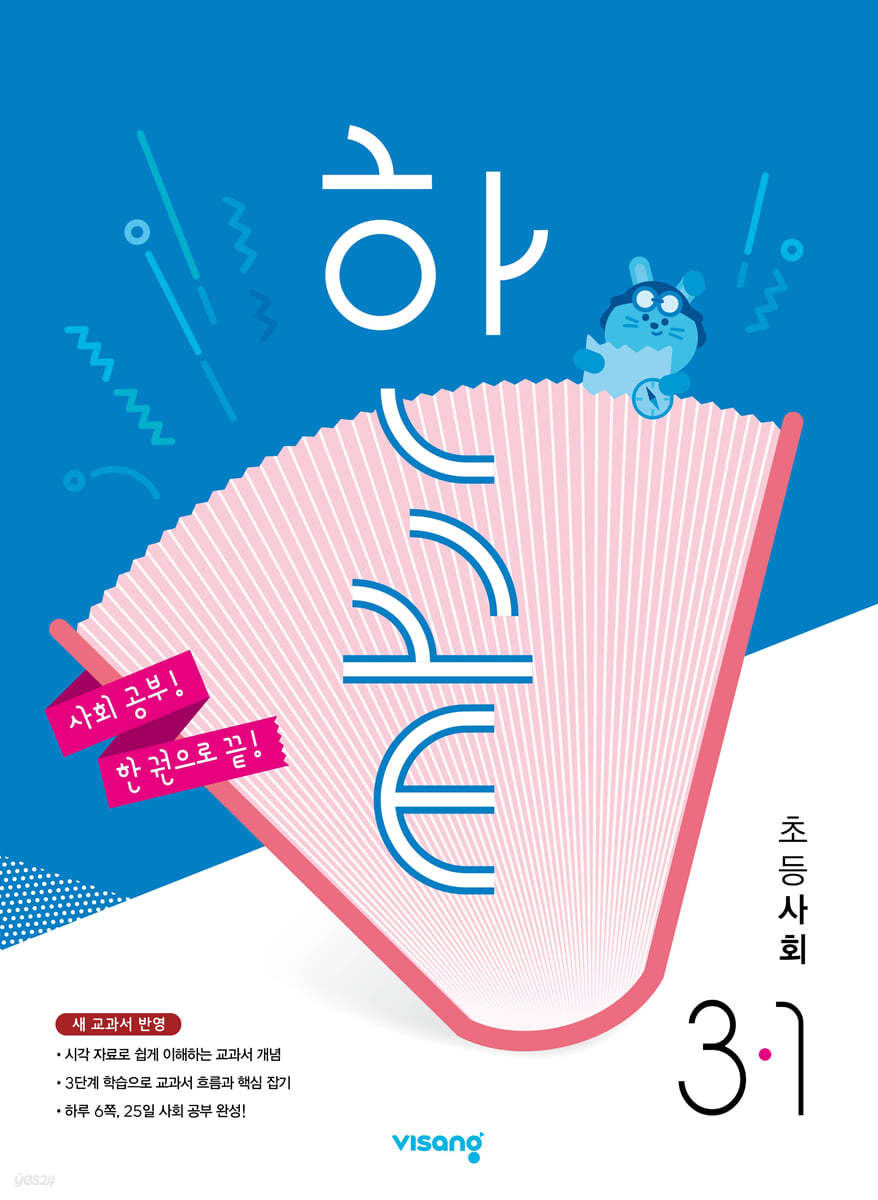 한끝
사회 공부!
한 권으로 끝!
초등사회
3·1
새 교과서 반영
• 시각 자료로 쉽게 이해하는 교과서 개념
• 3단계 학습으로 교과서 흐름과 핵심 잡기
• 하루 6쪽, 25일 사회 공부 완성!
visang
yes24